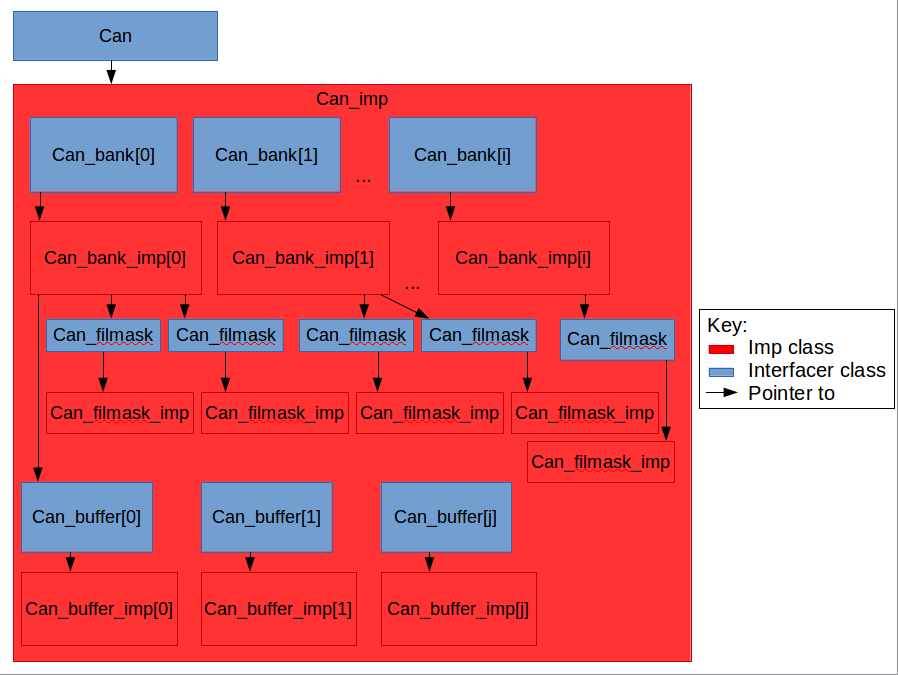 Can
Can_imp
Can_bank[0]
Can_bank[1]
Can_bank[i]
...
Can_bank_imp[0]
Can_bank_imp[1]
Can_bank_imp[i]
...
Can_filmask
Can_filmask
Can_filmask
Can_filmask
Can_filmask
Can_filmask_imp
Can_filmask_imp
Can_filmask_imp
Can_filmask_imp
Can_filmask_imp
Can_buffer[0]
Can_buffer[1]
Can_buffer[j]
Can_buffer_imp[0]
Can_buffer_imp[1]
Can_buffer_imp[j]
Key:
Imp class
Interfacer class
Pointer to